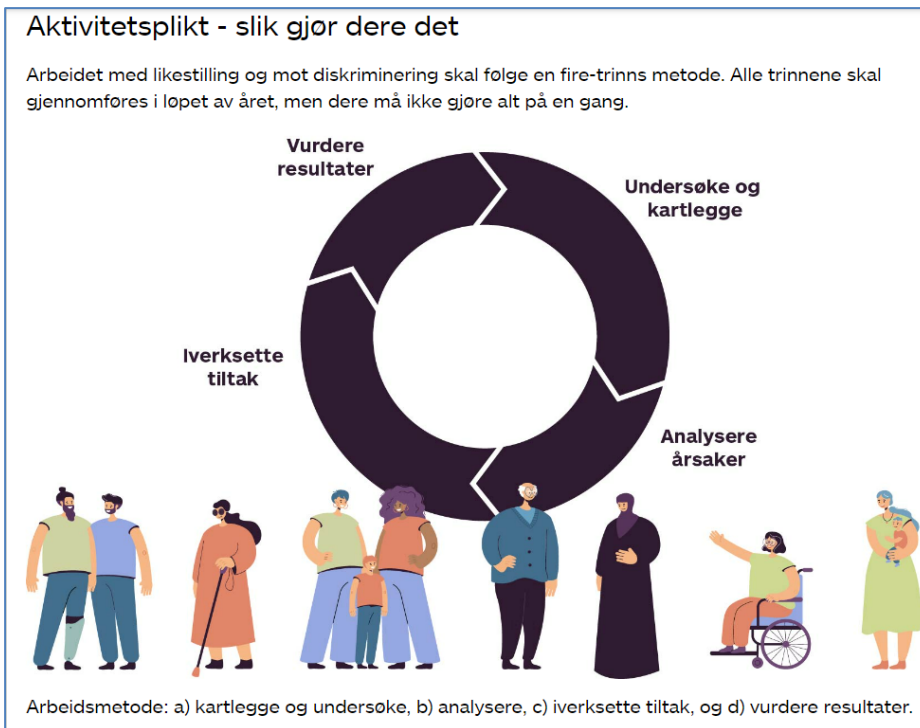 Aktivitetsplikt - slik gjør dere det
Arbeidet med likestilling og mot diskriminering skal følge en fire-trinns metode. Alle trinnene skal
gjennomføres i løpet av året, men dere må ikke gjøre alt på en gang.
Vurdere
resultater
Undersøke og
kartlegge
Iverksette
tiltak
Analysere
årsaker
Arbeidsmetode: a) kartlegge og undersøke, b) analysere, c) iverksette tiltak, og d) vurdere resultater.